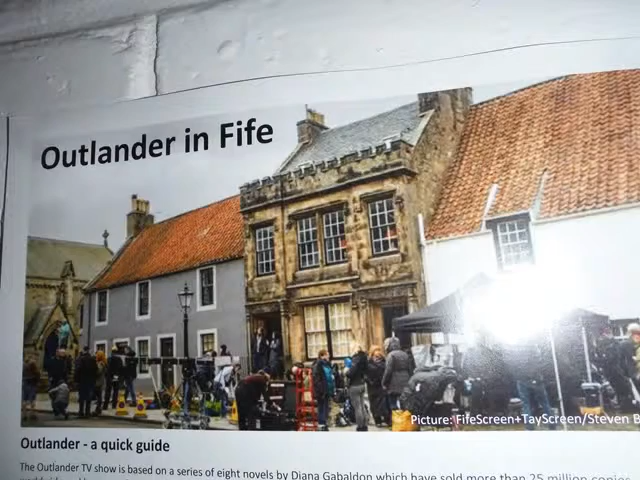 Outlander in Fife
Picture: FifeScreen+TayScreen/Steven B
Outlander - a quick guide
The Outlander TV show is based on a series of eight novels by Diana Gabaldon which have sold more than 25 million copies